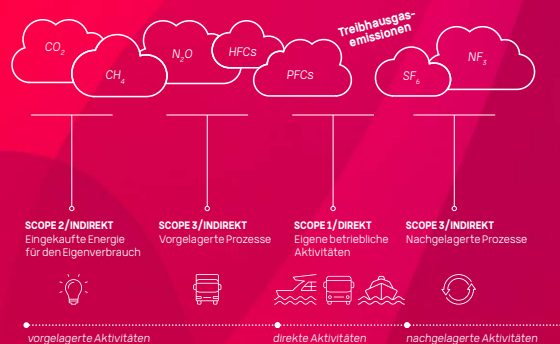 CO₂
CH₄
N₂O
HFCs
PFCs
Treibhausgas-
emissionen
SF₆
NF₃
SCOPE 2/INDIREKT
Eingekaufte Energie
für den Eigenverbrauch
SCOPE 3/INDIREKT
Vorgelagerte Prozesse
SCOPE 1/DIREKT
Eigene betriebliche
Aktivitäten
SCOPE 3/INDIREKT
Nachgelagerte Prozesse
vorgelagerte Aktivitäten
direkte Aktivitäten
nachgelagerte Aktivitäten